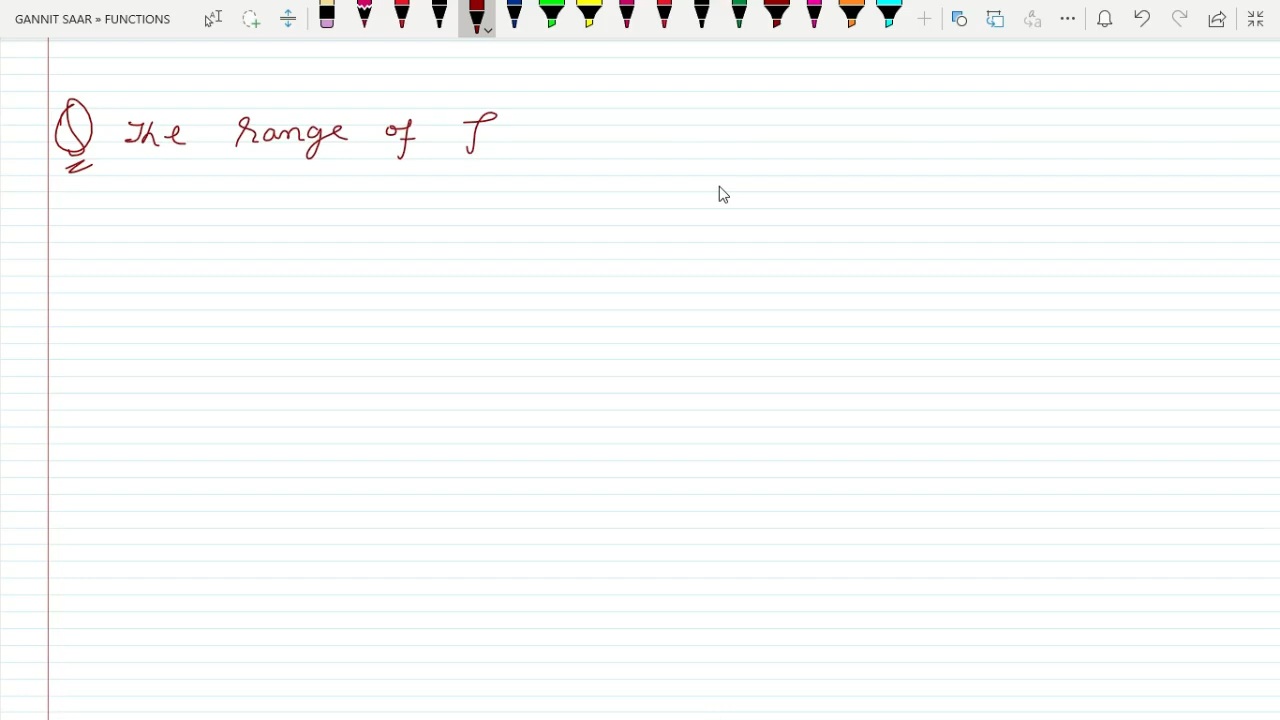 GANNIT SAAR » FUNCTIONS
Q The range of f